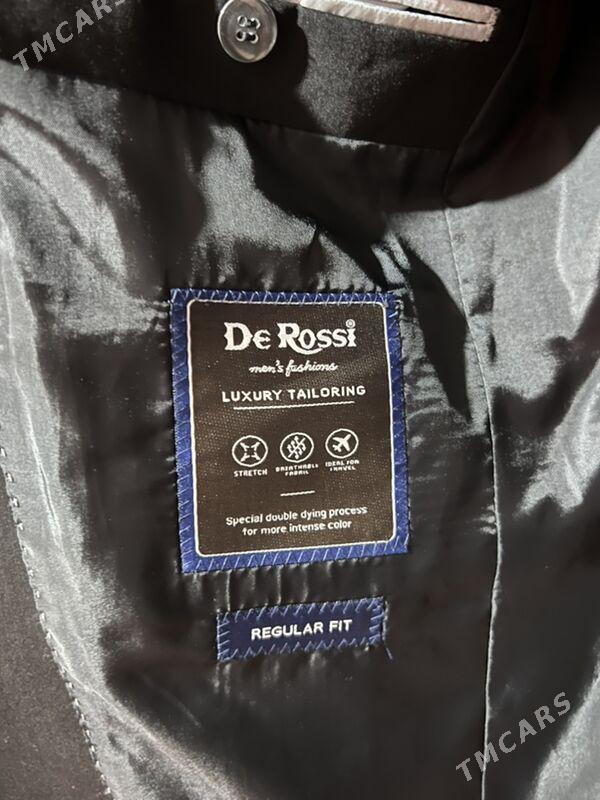 TMCARS
De Rossi
men's fashions
LUXURY TAILORING
STRETCH
BREATHABLE
FABRIC
IDEAL FOR
TRAVEL
Special double dying process
for more intense color
REGULAR FIT
TMCARS